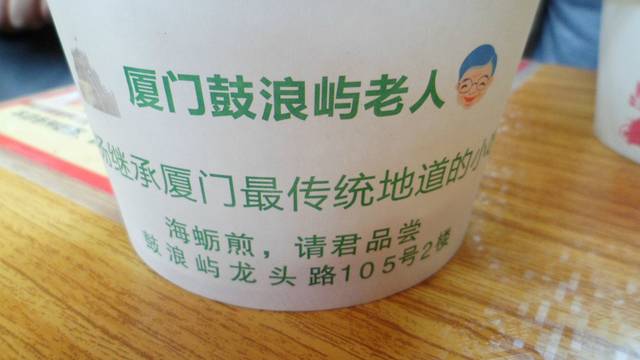 厦门鼓浪屿老人
继承厦门最传统地道的小
海蛎煎，请君品尝
鼓浪屿龙头路105号2楼